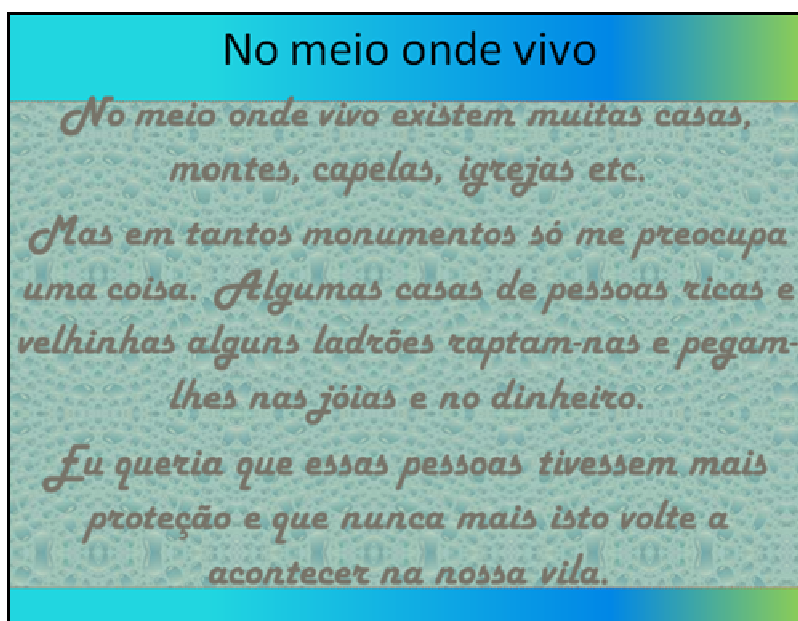 No meio onde vivo
No meio onde vivo existem muitas casas,
montes, capelas, igrejas etc.
Mas em tantos monumentos só me preocupa
uma coisa. Algumas casas de pessoas ricas e
velhinhas alguns ladrões raptam-nas e pegam-
lhes nas jóias e no dinheiro.
Eu queria que essas pessoas tivessem mais
proteção e que nunca mais isto volte a
acontecer na nossa vila.